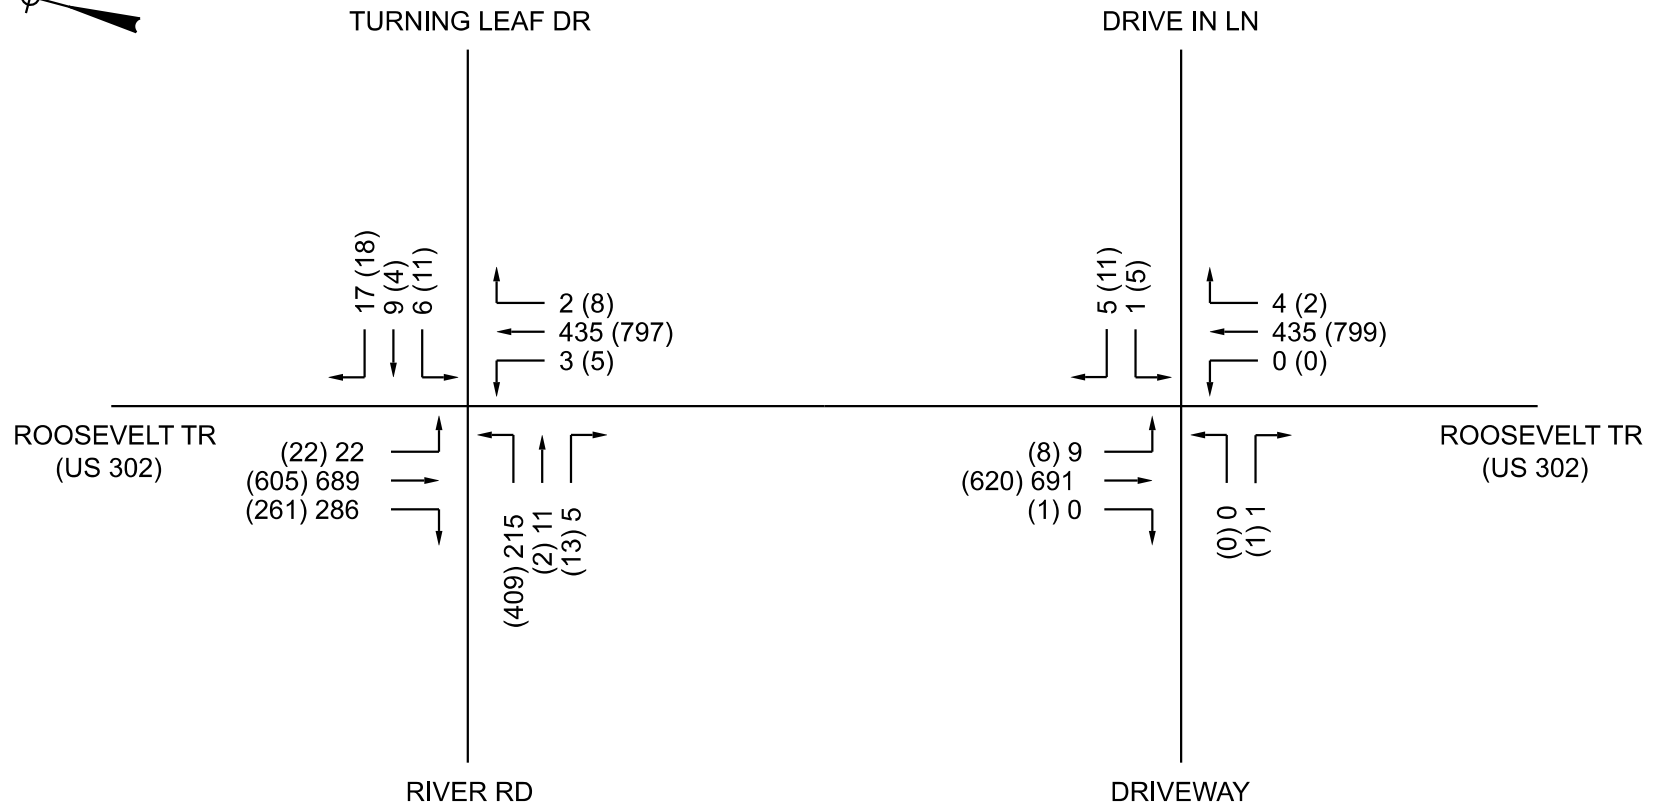 TURNING LEAF DR
DRIVE IN LN
17 (18)
9 (4)
6 (11)
2 (8)
435 (797)
3 (5)
5 (11)
1 (5)
4 (2)
435 (799)
0 (0)
ROOSEVELT TR
(US 302)
(22) 22
(605) 689
(261) 286
(409) 215
(2) 11
(13) 5
(8) 9
(620) 691
(1) 0
(0) 0
(1) 1
ROOSEVELT TR
(US 302)
RIVER RD
DRIVEWAY